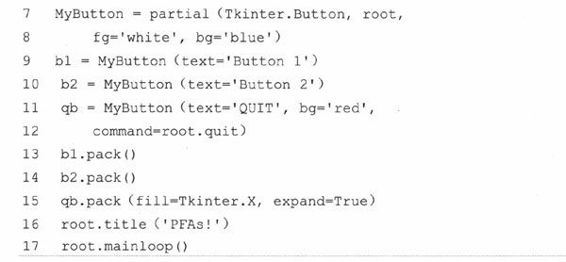 7 MyButton = partial (Tkinter.Button, root,
8 fg='white', bg='blue')
9 b1 = MyButton (text='Button 1')
10 b2 = MyButton (text='Button 2')
11 qb = MyButton (text='QUIT', bg='red',
12 command=root.quit)
13 b1.pack()
14 b2.pack()
15 qb.pack (fill=Tkinter.X, expand=True)
16 root.title ('PFAs!')
17 root.mainloop()